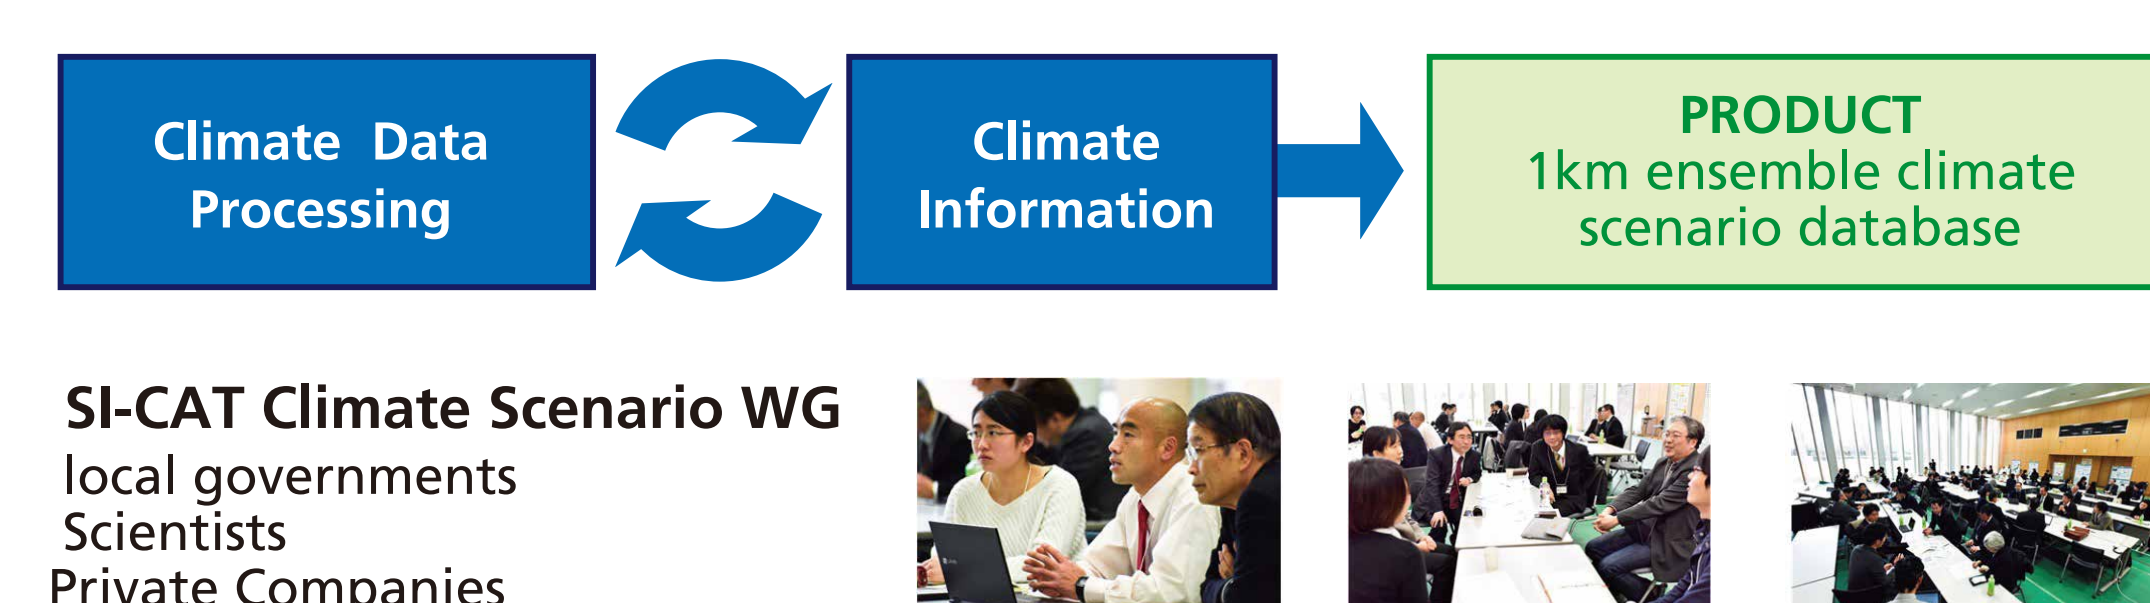 Climate Data
Processing
Climate
Information
PRODUCT
1km ensemble climate
scenario database
SI-CAT Climate Scenario WG
local governments
Scientists
Private Companies